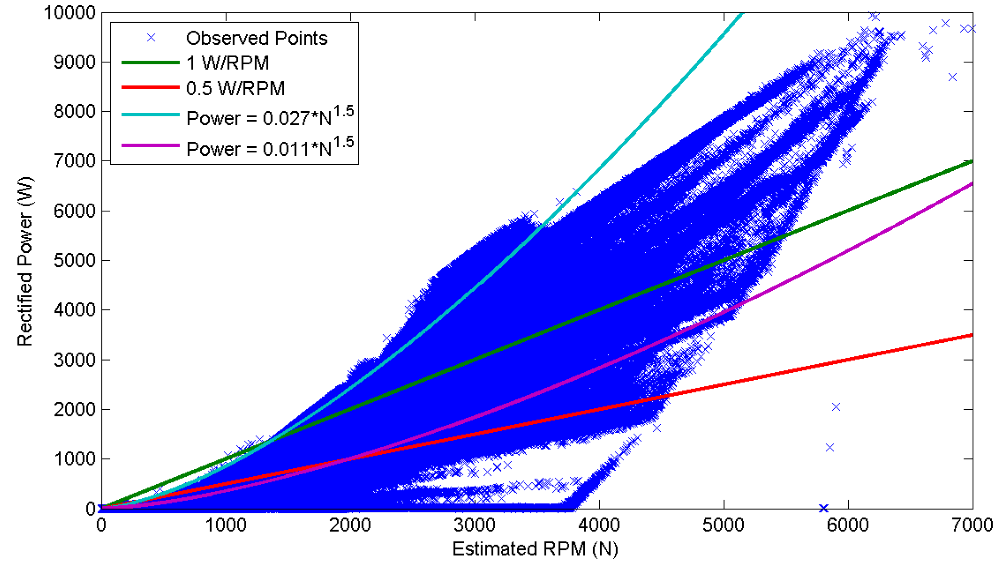 10000
9000
8000
7000
6000
5000
4000
3000
2000
1000
0
Rectified Power (W)
Observed Points
1 W/RPM
0.5 W/RPM
Power = 0.027*N^1.5
Power = 0.011*N^1.5
0 1000 2000 3000 4000 5000 6000 7000
Estimated RPM (N)